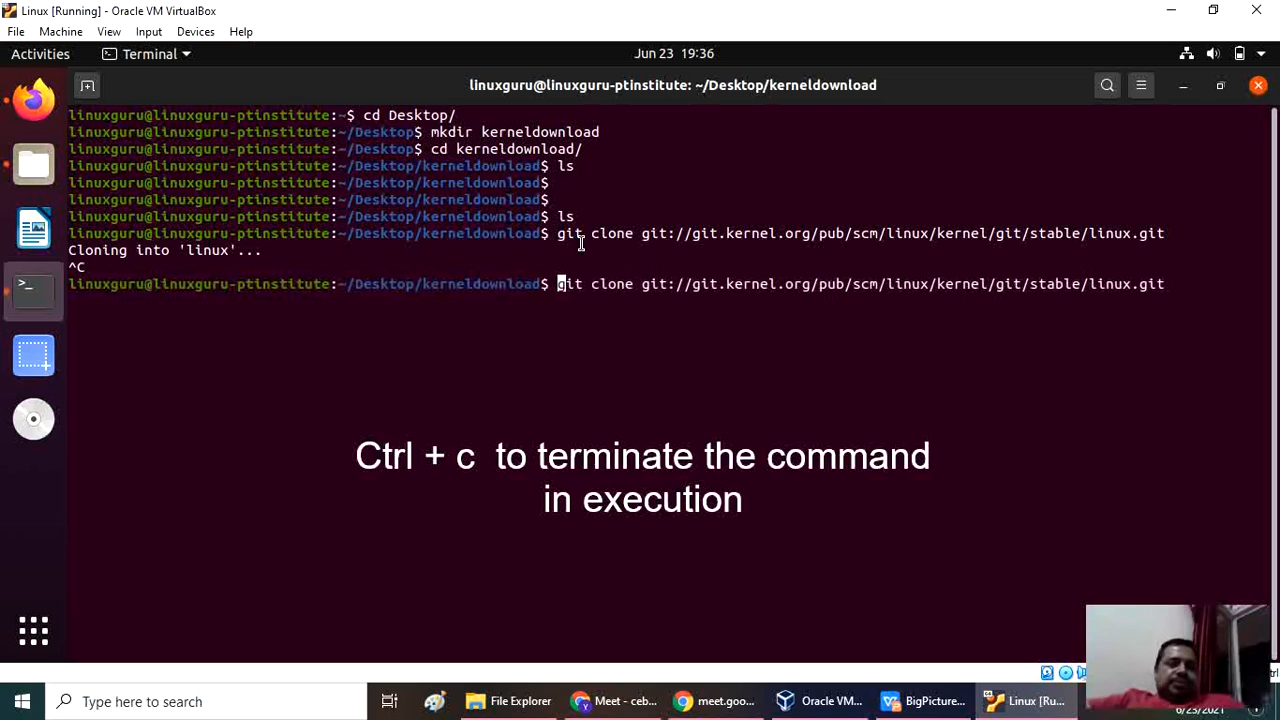 Linux [Running] - Oracle VM VirtualBox
File Machine View Input Devices Help
Activities Terminal Jun 23 19:36
linuxguru@linuxguru-ptinstitute: ~/Desktop/kerneldownload
linuxguru@linuxguru-ptinstitute:~$ cd Desktop/
linuxguru@linuxguru-ptinstitute:~/Desktop$ mkdir kerneldownload
linuxguru@linuxguru-ptinstitute:~/Desktop$ cd kerneldownload/
linuxguru@linuxguru-ptinstitute:~/Desktop/kerneldownload$ ls
linuxguru@linuxguru-ptinstitute:~/Desktop/kerneldownload$
linuxguru@linuxguru-ptinstitute:~/Desktop/kerneldownload$
linuxguru@linuxguru-ptinstitute:~/Desktop/kerneldownload$ ls
linuxguru@linuxguru-ptinstitute:~/Desktop/kerneldownload$ git clone git://git.kernel.org/pub/scm/linux/kernel/git/stable/linux.git
Cloning into 'linux'...
^C
linuxguru@linuxguru-ptinstitute:~/Desktop/kerneldownload$ git clone git://git.kernel.org/pub/scm/linux/kernel/git/stable/linux.git
Ctrl + c to terminate the command
in execution
Type here to search File Explorer Meet - ceb... meet.goo... Oracle VM... BigPicture... Linux [Ru...
6/23/2021